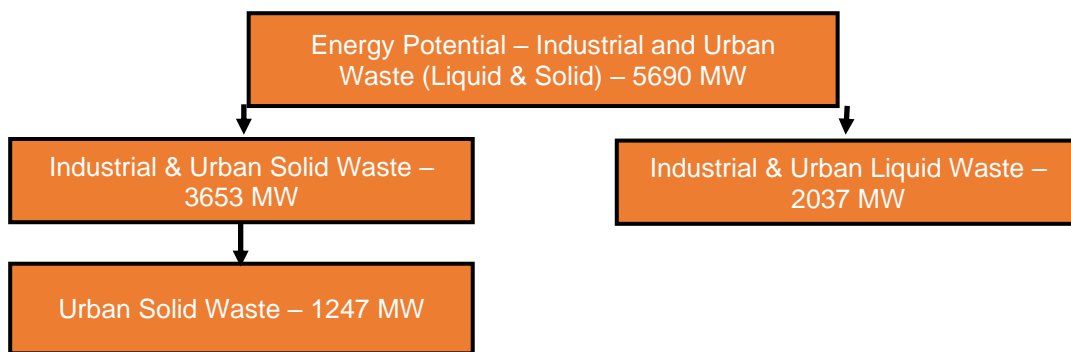 Energy Potential – Industrial and Urban
Waste (Liquid & Solid) – 5690 MW
Industrial & Urban Solid Waste –
3653 MW
Industrial & Urban Liquid Waste –
2037 MW
Urban Solid Waste – 1247 MW